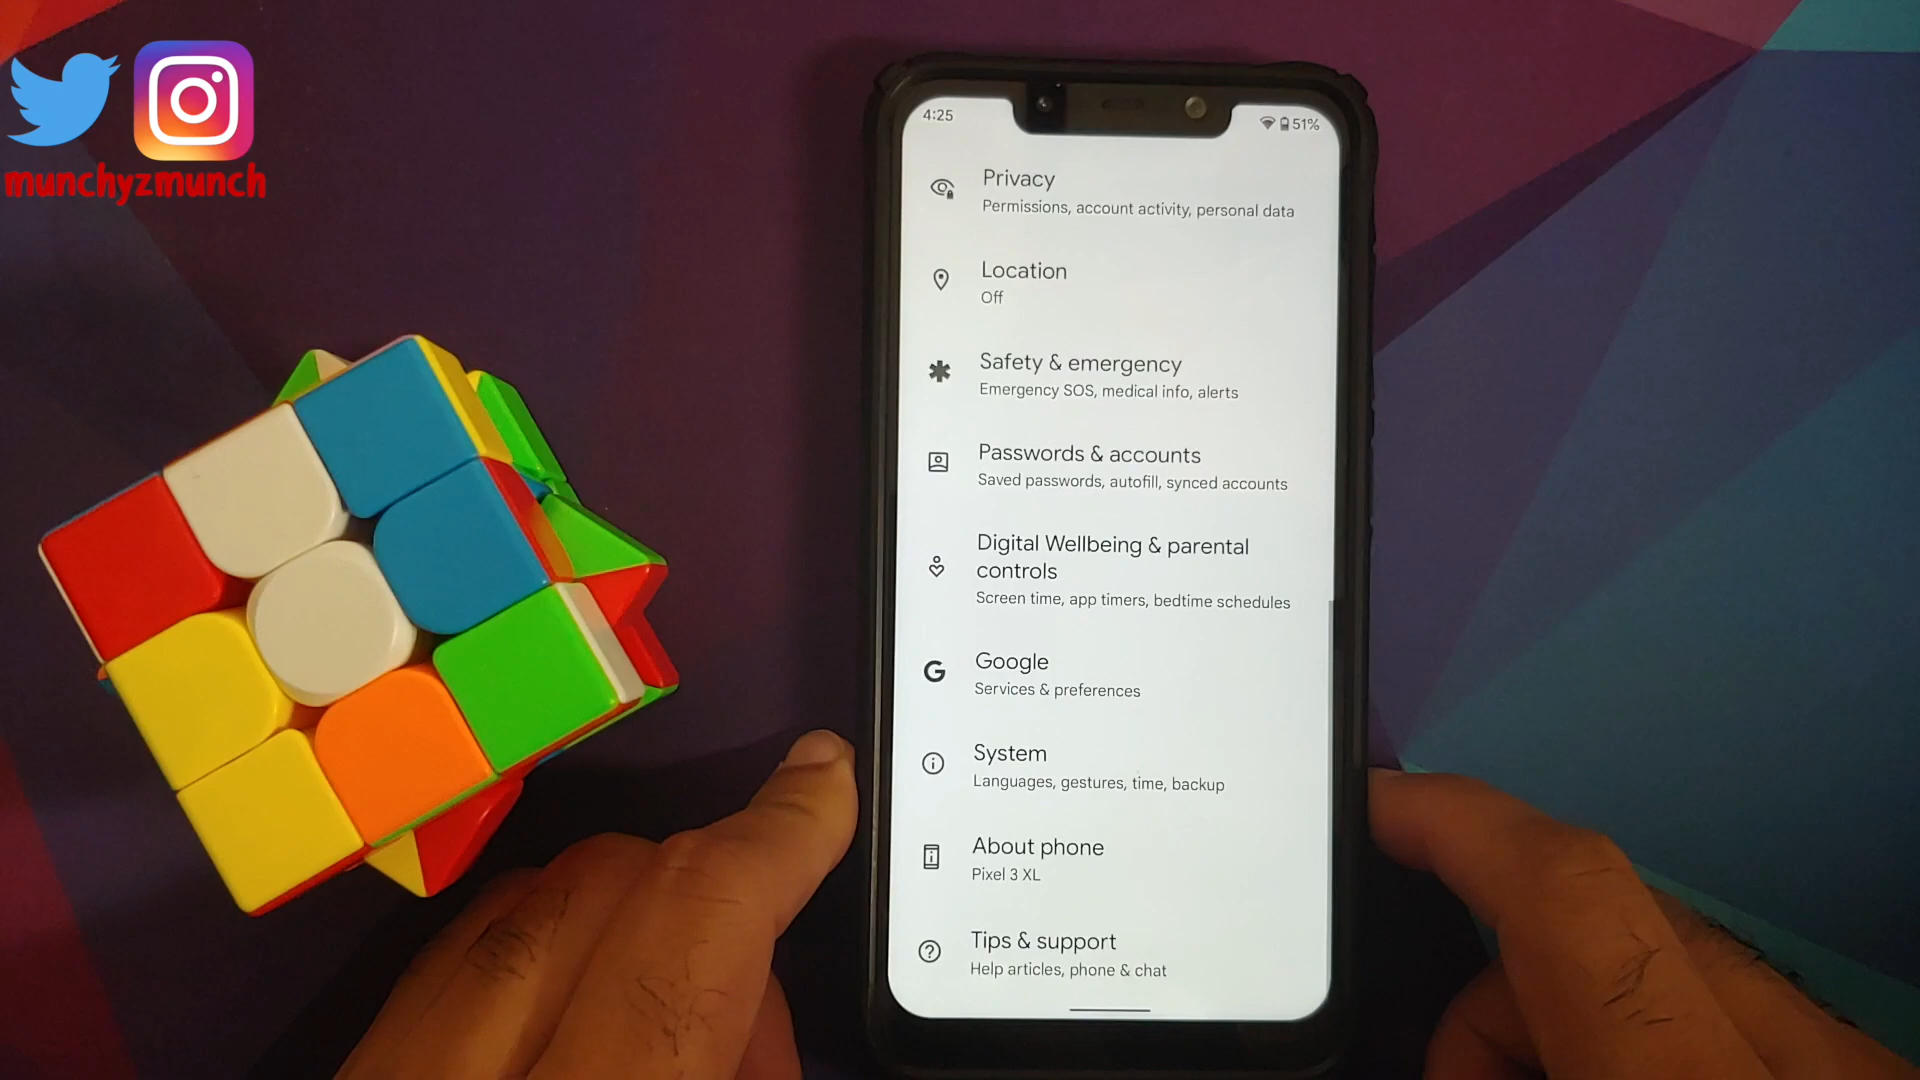 munchyzmunch
4:25
51%
Privacy
Permissions, account activity, personal data
Location
Off
Safety & emergency
Emergency SOS, medical info, alerts
Passwords & accounts
Saved passwords, autofill, synced accounts
Digital Wellbeing & parental
controls
Screen time, app timers, bedtime schedules
Google
Services & preferences
System
Languages, gestures, time, backup
About phone
Pixel 3 XL
Tips & support
Help articles, phone & chat